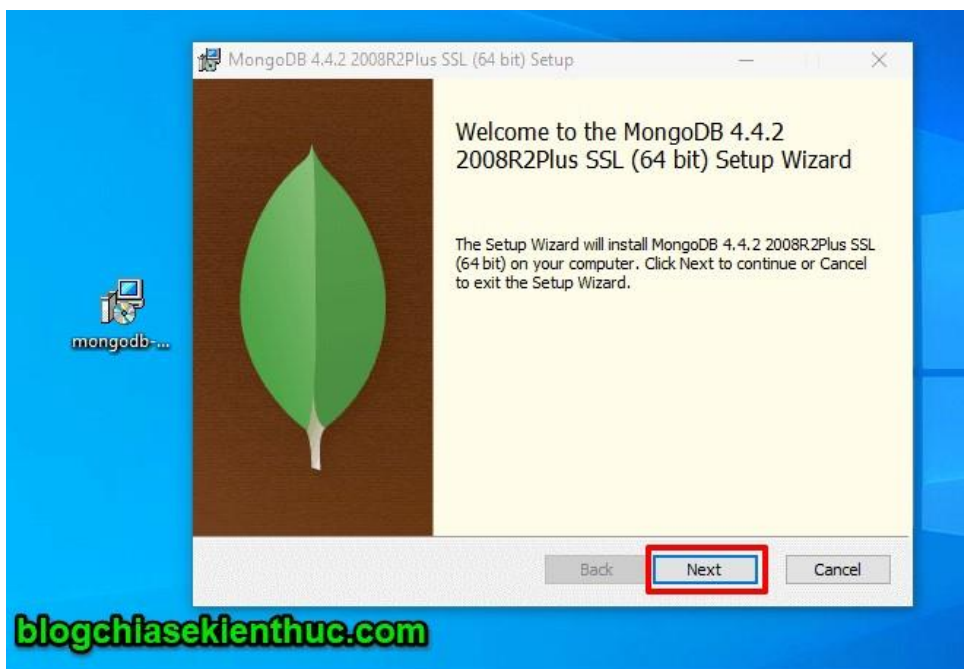 MongoDB 4.4.2 2008R2Plus SSL (64 bit) Setup
Welcome to the MongoDB 4.4.2
2008R2Plus SSL (64 bit) Setup Wizard
The Setup Wizard will install MongoDB 4.4.2 2008R2Plus SSL
(64 bit) on your computer. Click Next to continue or Cancel
to exit the Setup Wizard.
mongodb-...
Back Next Cancel
blogchiasekienthuc.com